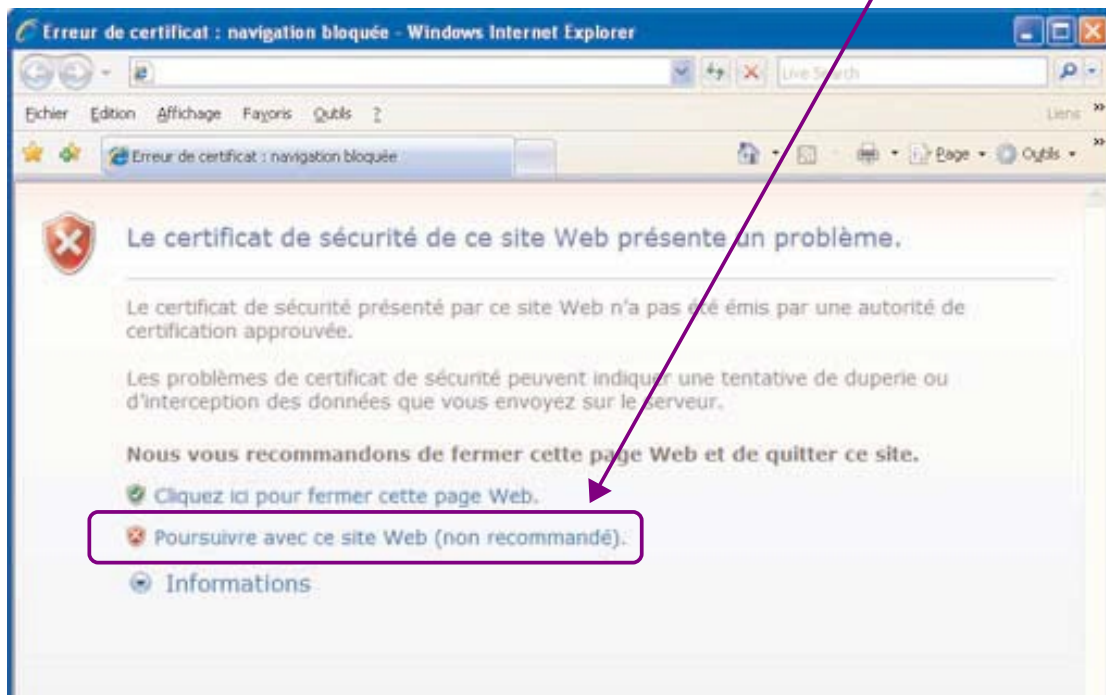 Erreur de certificat : navigation bloquée - Windows Internet Explorer
Live Search
Fichier Edition Affichage Favoris Outils ? Liens »
Erreur de certificat : navigation bloquée Page Outils »
Le certificat de sécurité de ce site Web présente un problème.
Le certificat de sécurité présenté par ce site Web n'a pas été émis par une autorité de
certification approuvée.
Les problèmes de certificat de sécurité peuvent indiquer une tentative de duperie ou
d'interception des données que vous envoyez sur le serveur.
Nous vous recommandons de fermer cette page Web et de quitter ce site.
Cliquez ici pour fermer cette page Web.
Poursuivre avec ce site Web (non recommandé).
Informations